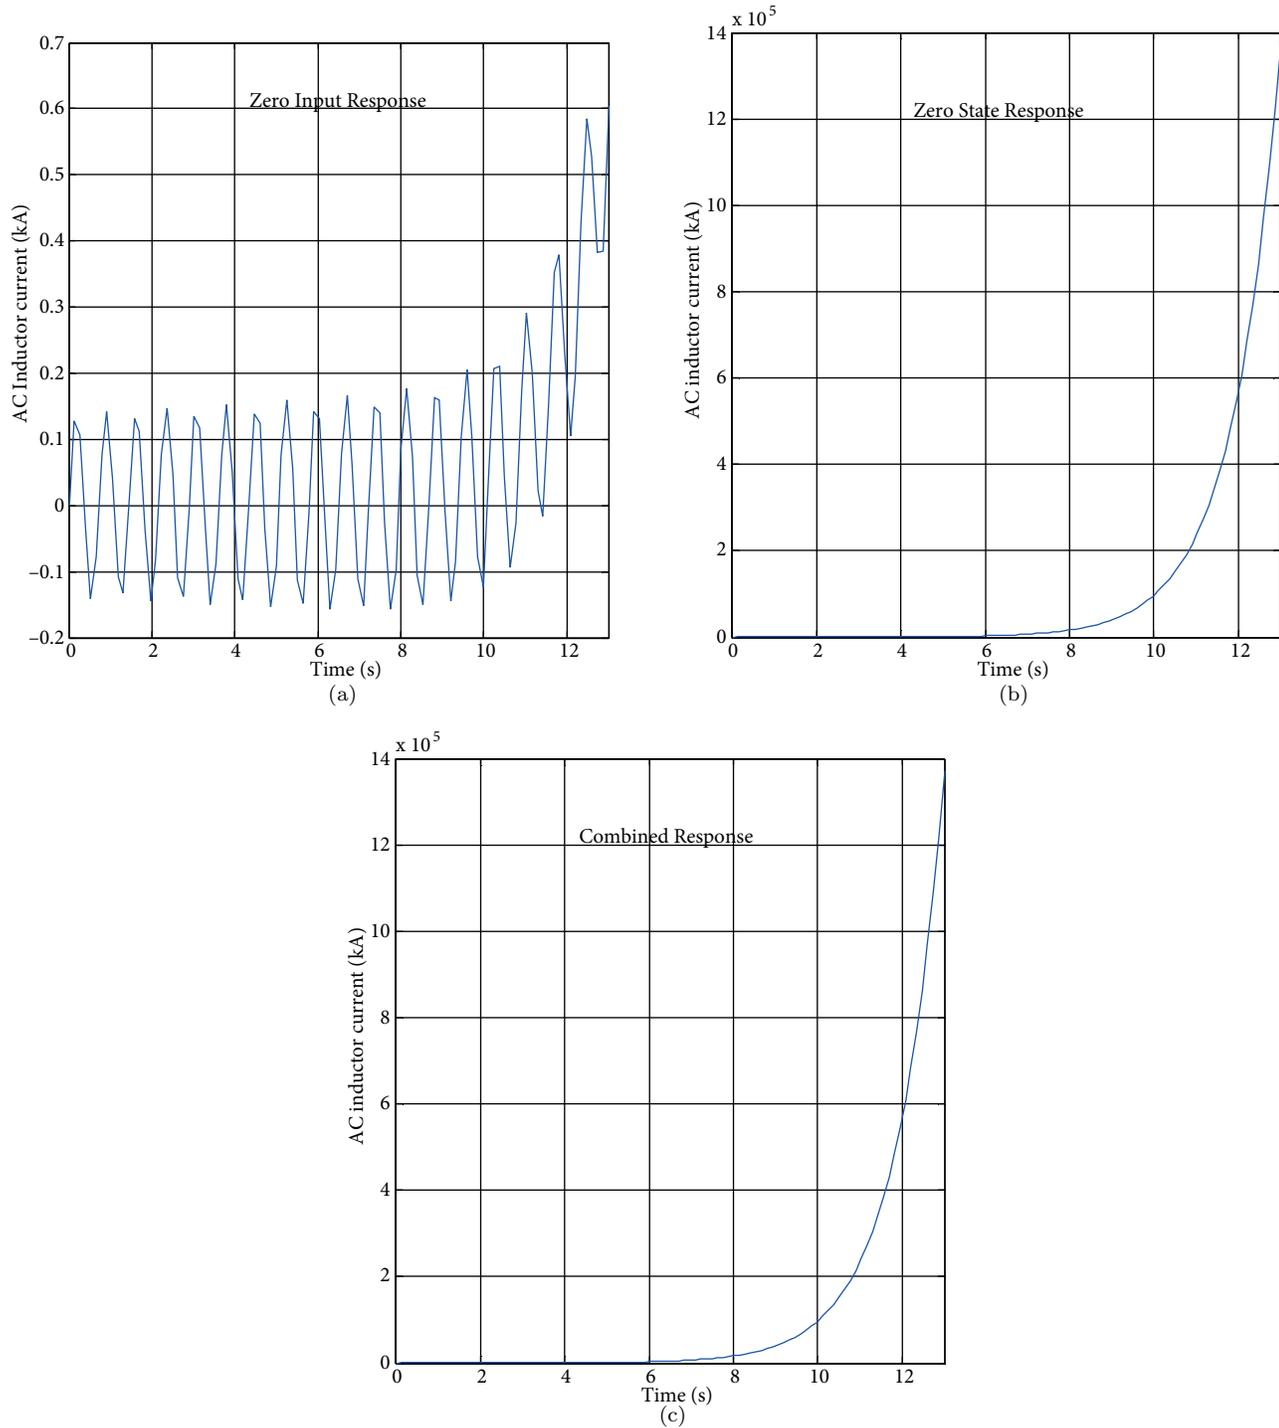 0.7
0.6
0.5
0.4
0.3
0.2
0.1
0
–0.1
–0.2
AC Inductor current (kA)
Zero Input Response
0 2 4 6 8 10 12
Time (s)
(a)
x 10^5
14
12
10
8
6
4
2
0
AC inductor current (kA)
Zero State Response
0 2 4 6 8 10 12
Time (s)
(b)
x 10^5
14
12
10
8
6
4
2
0
AC inductor current (kA)
Combined Response
0 2 4 6 8 10 12
Time (s)
(c)